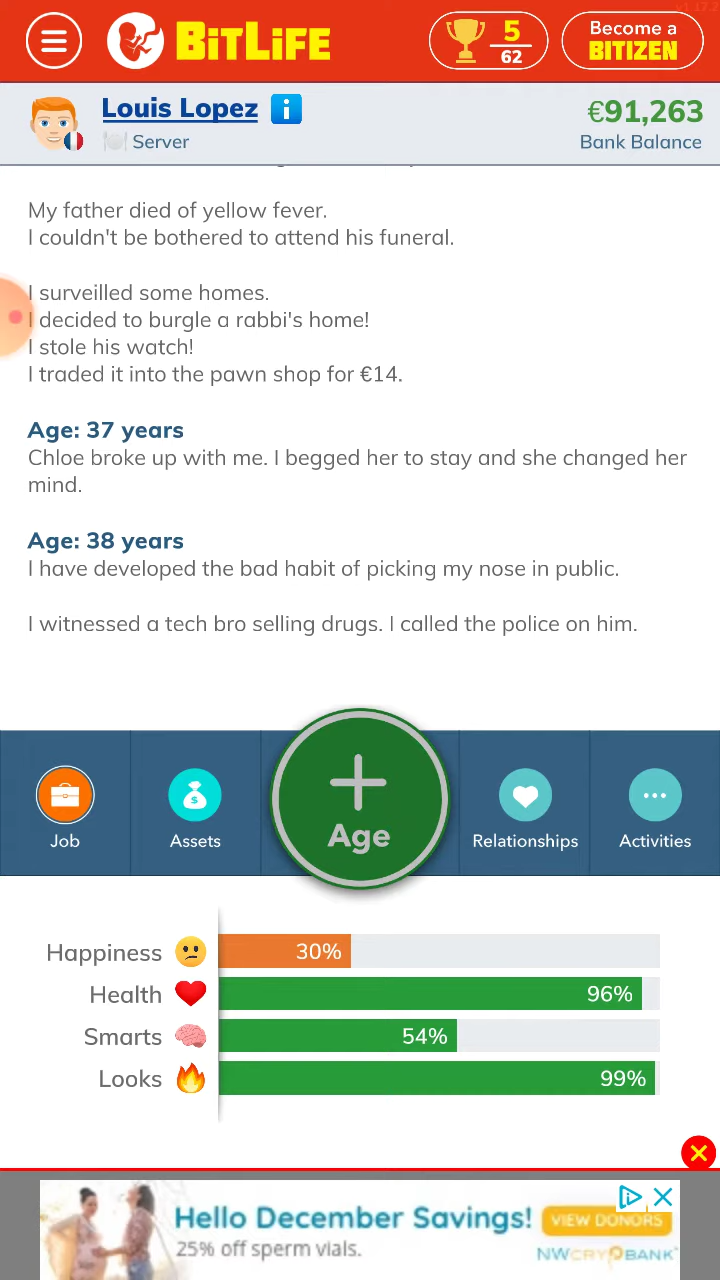 v1.17.2
BiTLiFE
5
62
Become a
BITIZEN
Louis Lopez
€91,263
Server
Bank Balance
My father died of yellow fever.
I couldn't be bothered to attend his funeral.
I surveilled some homes.
I decided to burgle a rabbi's home!
I stole his watch!
I traded it into the pawn shop for €14.
Age: 37 years
Chloe broke up with me. I begged her to stay and she changed her
mind.
Age: 38 years
I have developed the bad habit of picking my nose in public.
I witnessed a tech bro selling drugs. I called the police on him.
Job
Assets
Age
Relationships
Activities
Happiness 30%
Health 96%
Smarts 54%
Looks 99%
Hello December Savings!
VIEW DONORS
25% off sperm vials.
NWCRYOBANK